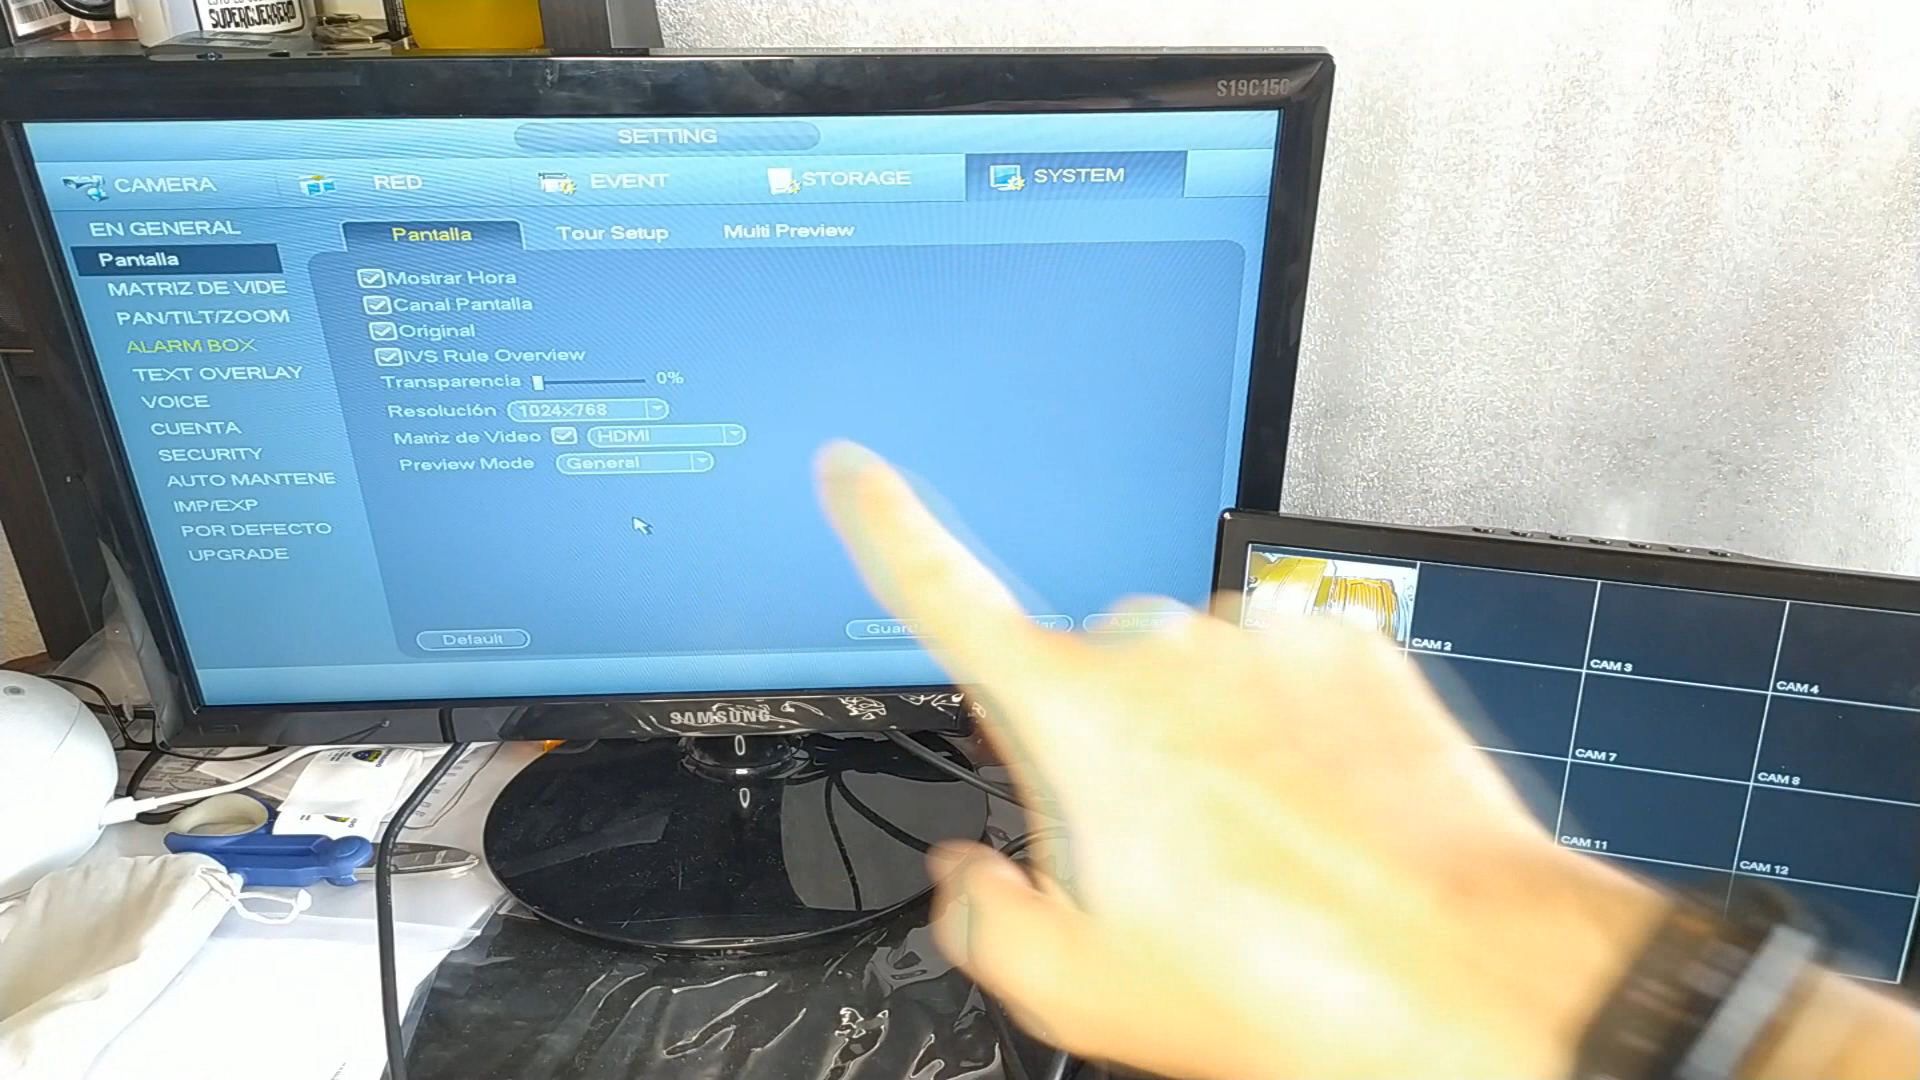 SUPERGUERRERO
S19C150
SETTING
CAMERA
RED
EVENT
STORAGE
SYSTEM
EN GENERAL
Pantalla
MATRIZ DE VIDE
PAN/TILT/ZOOM
ALARM BOX
TEXT OVERLAY
VOICE
CUENTA
SECURITY
AUTO MANTENE
IMP/EXP
POR DEFECTO
UPGRADE
Pantalla
Tour Setup
Multi Preview
Mostrar Hora
Canal Pantalla
Original
IVS Rule Overview
Transparencia 0%
Resolución 1024x768
Matriz de Video HDMI
Preview Mode General
Default
Aplicar
SAMSUNG
CAM 2
CAM 3
CAM 4
CAM 7
CAM 8
CAM 11
CAM 12